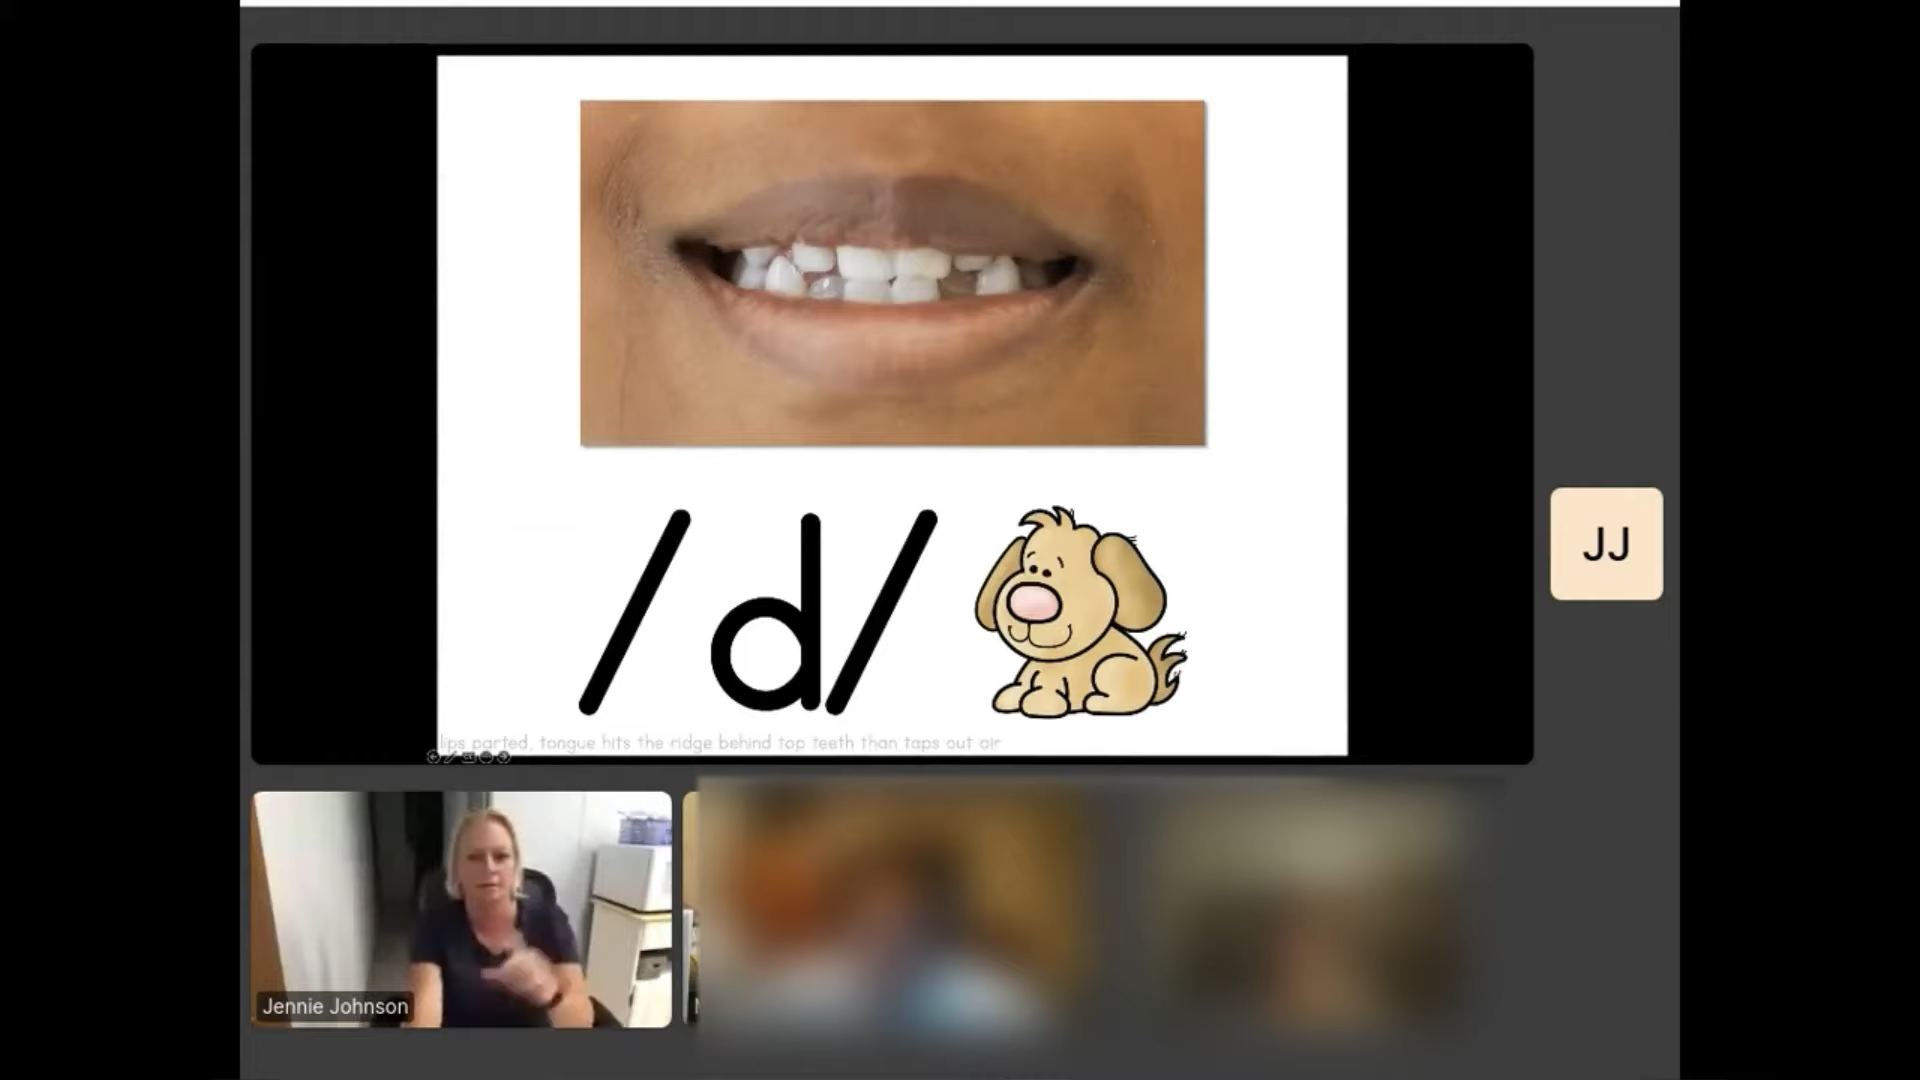 /d/
lips parted, tongue hits the ridge behind top teeth than taps out air
JJ
Jennie Johnson